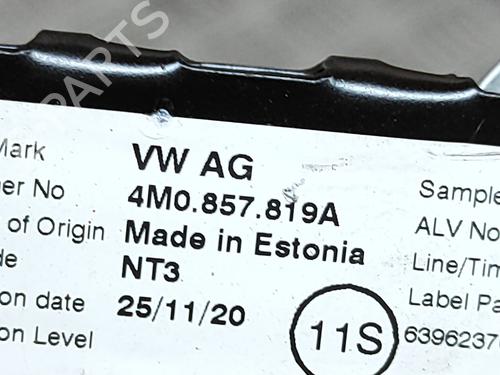 PARTS
Mark VW AG
er No 4M0.857.819A Sample
of Origin Made in Estonia ALV No
de NT3 Line/Tim
on date 25/11/20 Label Pa
on Level 11S 6396237